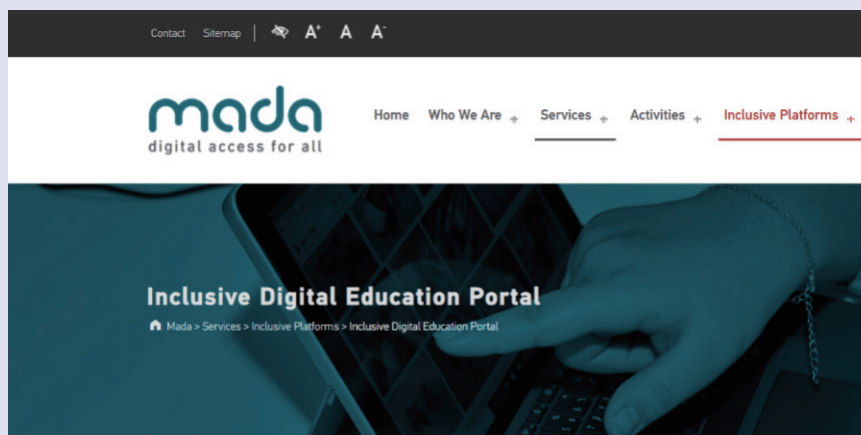 Contact Sitemap | A+ A A-
mada
digital access for all
Home Who We Are + Services + Activities + Inclusive Platforms +
Inclusive Digital Education Portal
Mada > Services > Inclusive Platforms > Inclusive Digital Education Portal